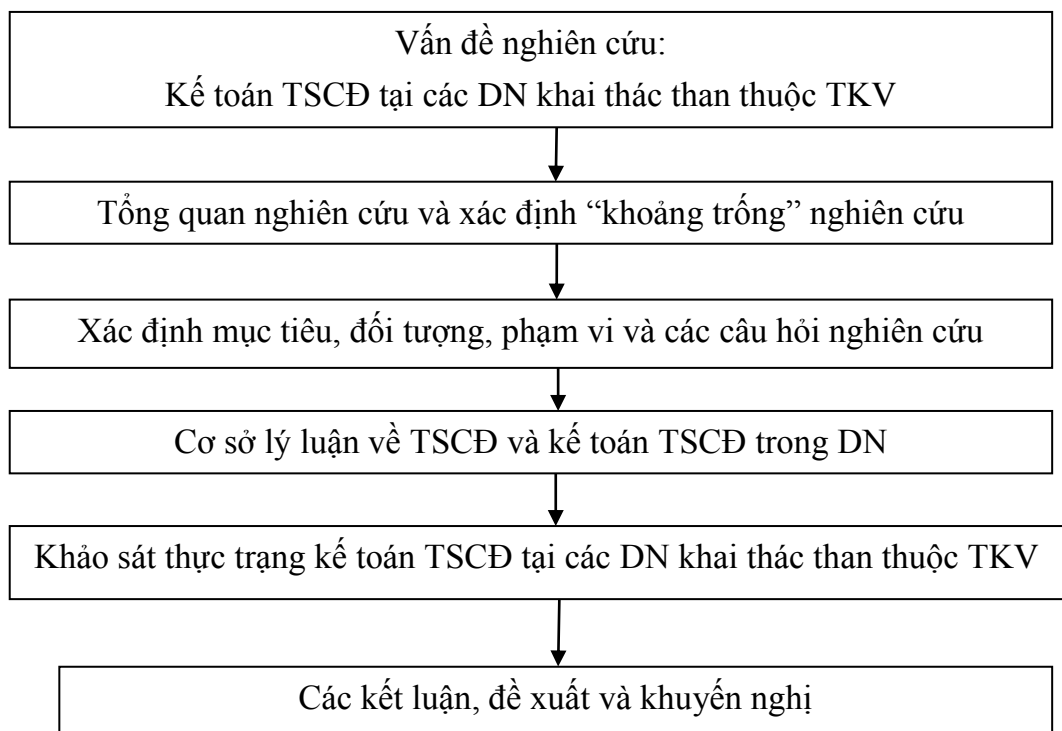 Vấn đề nghiên cứu:
Kế toán TSCĐ tại các DN khai thác than thuộc TKV
Tổng quan nghiên cứu và xác định “khoảng trống” nghiên cứu
Xác định mục tiêu, đối tượng, phạm vi và các câu hỏi nghiên cứu
Cơ sở lý luận về TSCĐ và kế toán TSCĐ trong DN
Khảo sát thực trạng kế toán TSCĐ tại các DN khai thác than thuộc TKV
Các kết luận, đề xuất và khuyến nghị